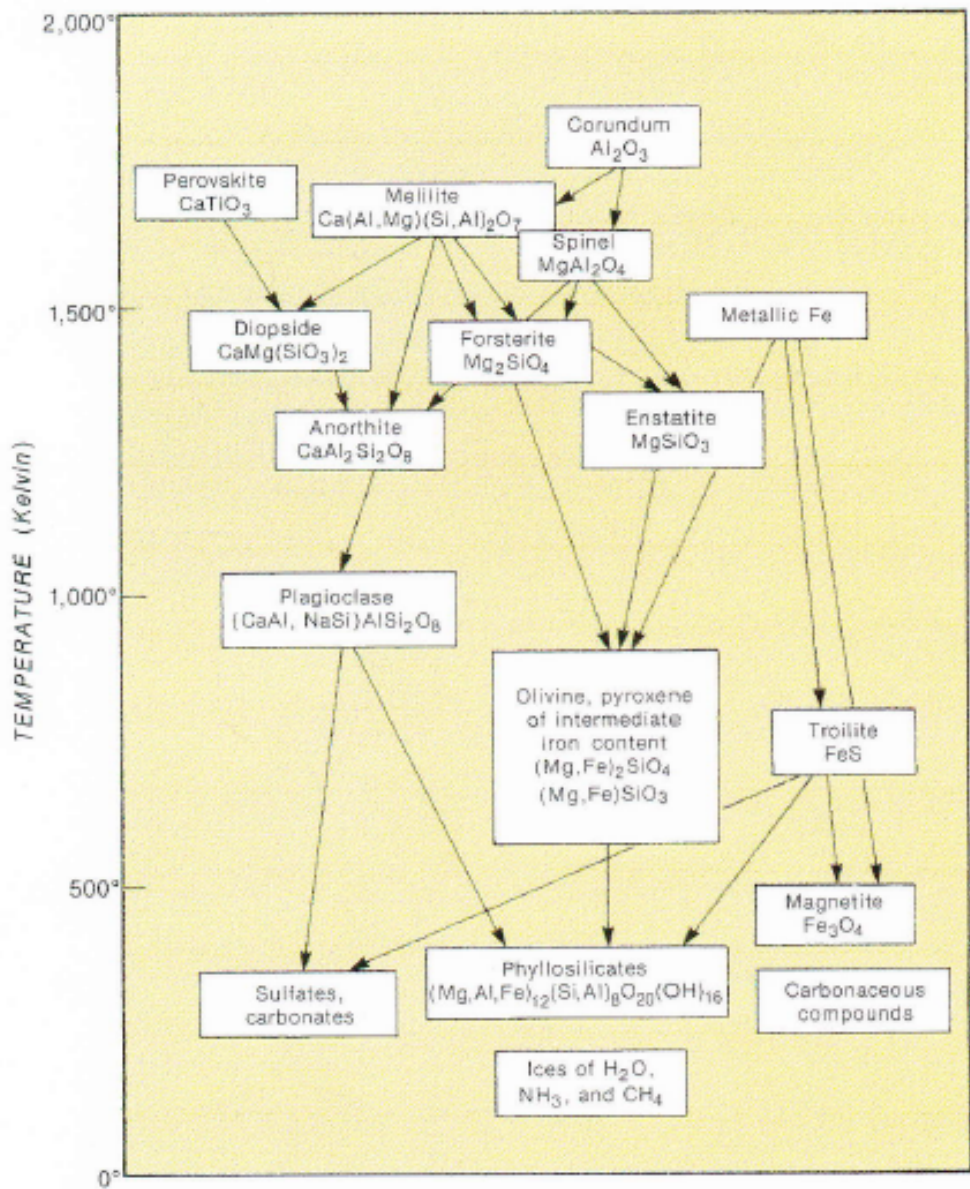 2,000°
Corundum
Al₂O₃
Perovskite
CaTiO₃
Melilite
Ca(Al,Mg)(Si,Al)₂O₇
Spinel
MgAl₂O₄
1,500°
Metallic Fe
Diopside
CaMg(SiO₃)₂
Forsterite
Mg₂SiO₄
Enstatite
MgSiO₃
Anorthite
CaAl₂Si₂O₈
TEMPERATURE (Kelvin)
1,000°
Plagioclase
(CaAl, NaSi)AlSi₂O₈
Olivine, pyroxene
of intermediate
iron content
(Mg,Fe)₂SiO₄
(Mg,Fe)SiO₃
Troilite
FeS
500°
Magnetite
Fe₃O₄
Sulfates,
carbonates
Phyllosilicates
(Mg,Al,Fe)₁₂(Si,Al)₈O₂₀(OH)₁₆
Carbonaceous
compounds
Ices of H₂O,
NH₃, and CH₄
0°